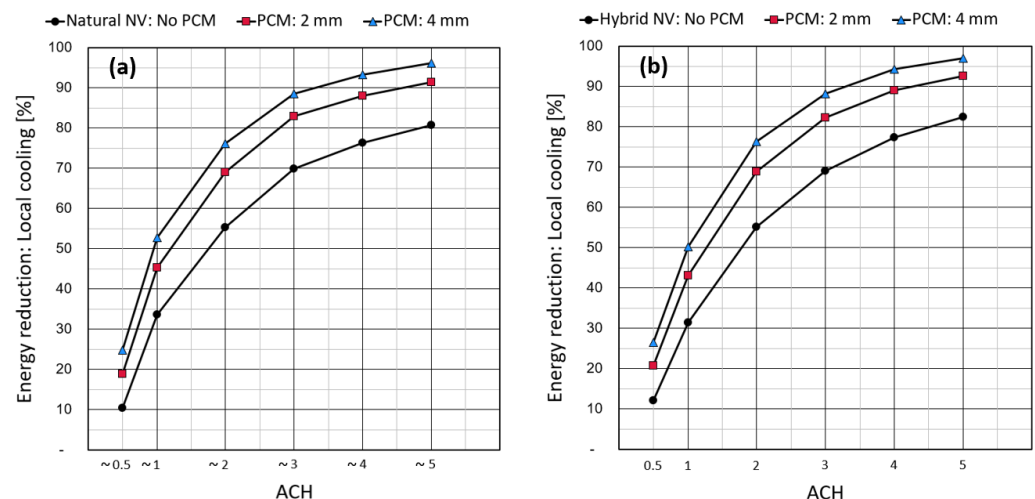 Natural NV: No PCM PCM: 2 mm PCM: 4 mm
(a)
Energy reduction: Local cooling [%]
100
90
80
70
60
50
40
30
20
10
-
~ 0.5 ~ 1 ~ 2 ~ 3 ~ 4 ~ 5
ACH
Hybrid NV: No PCM PCM: 2 mm PCM: 4 mm
(b)
Energy reduction: Local cooling [%]
100
90
80
70
60
50
40
30
20
10
-
0.5 1 2 3 4 5
ACH